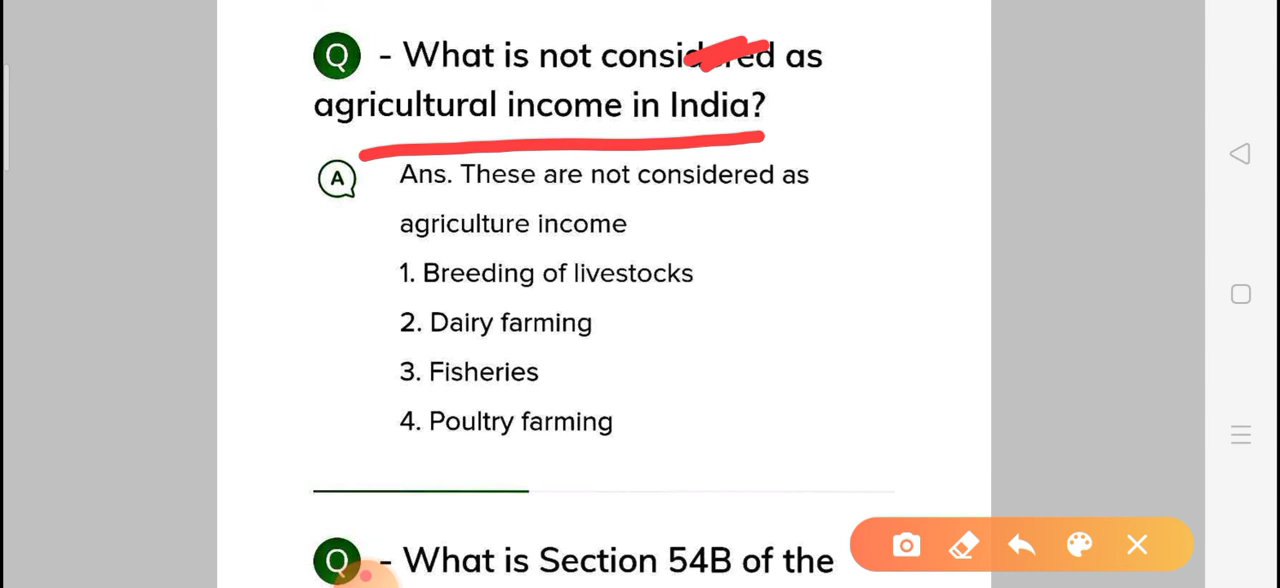 Q - What is not considered as
agricultural income in India?
A Ans. These are not considered as
agriculture income
1. Breeding of livestocks
2. Dairy farming
3. Fisheries
4. Poultry farming
Q - What is Section 54B of the